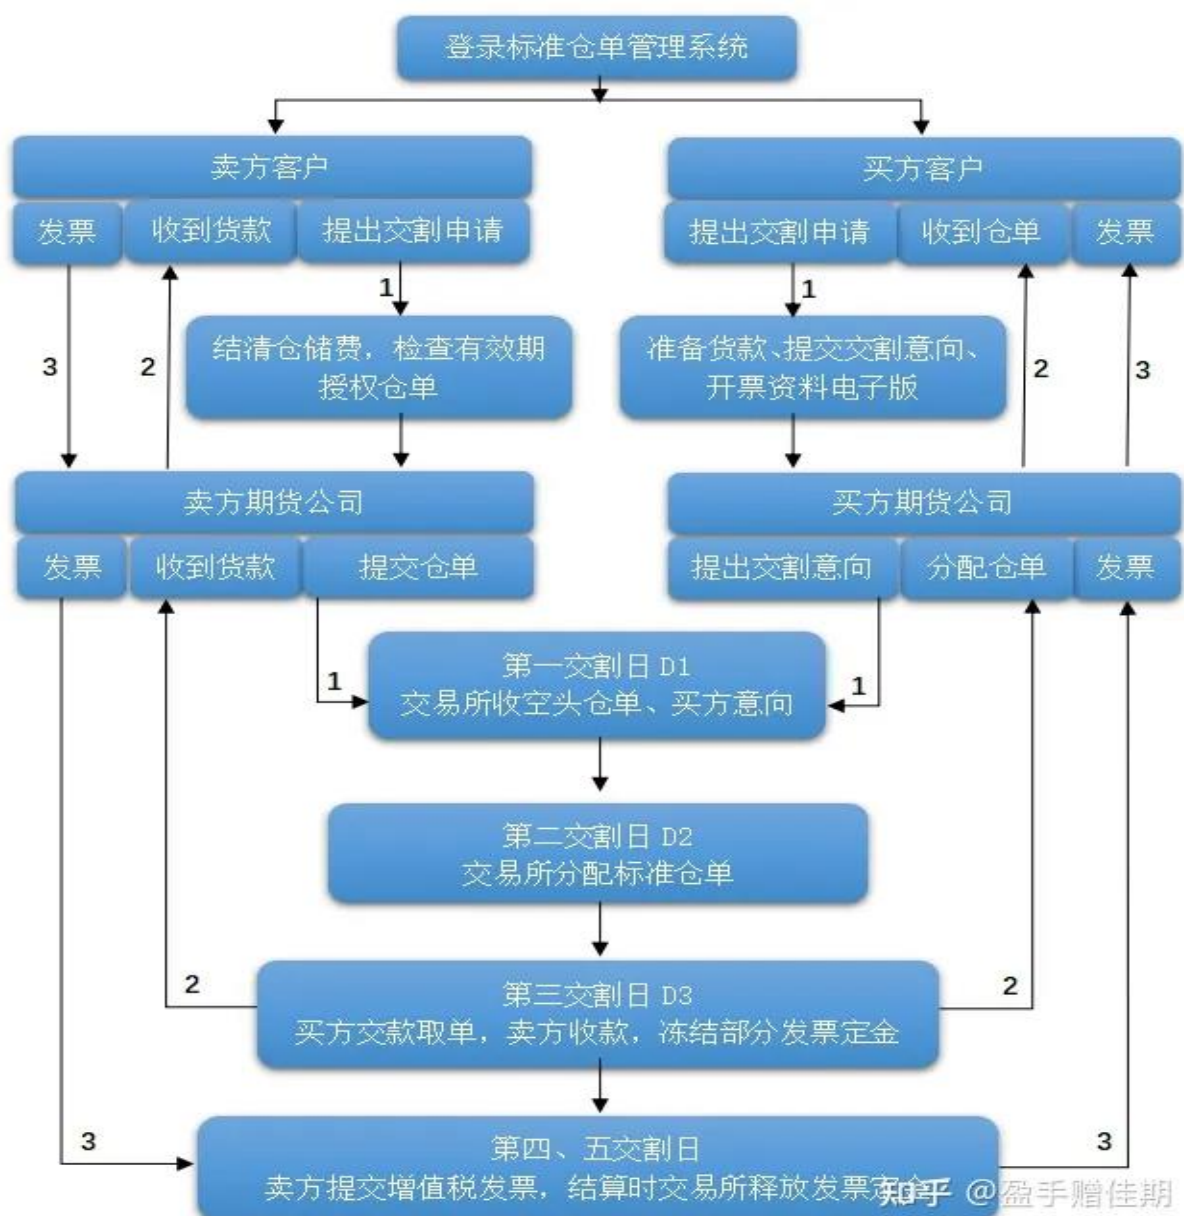 登录标准仓单管理系统
卖方客户
买方客户
发票
收到货款
提出交割申请
提出交割申请
收到仓单
发票
1
1
结清仓储费，检查有效期
授权仓单
准备货款、提交交割意向、
开票资料电子版
3
2
2
3
卖方期货公司
买方期货公司
发票
收到货款
提交仓单
提出交割意向
分配仓单
发票
第一交割日 D1
交易所收空头仓单、买方意向
1
1
第二交割日 D2
交易所分配标准仓单
2
2
第三交割日 D3
买方交款取单，卖方收款，冻结部分发票定金
3
3
第四、五交割日
卖方提交增值税发票，结算时交易所释放发票定金
知乎 @盈手赠佳期